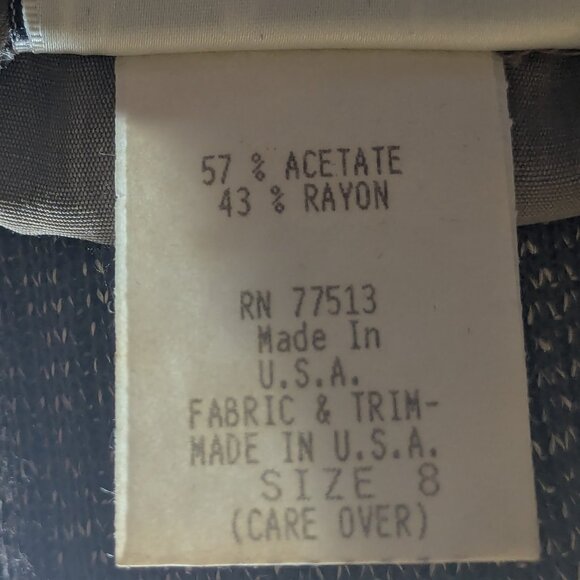 57 % ACETATE
43 % RAYON
RN 77513
Made In
U.S.A.
FABRIC & TRIM-
MADE IN U.S.A.
SIZE 8
(CARE OVER)